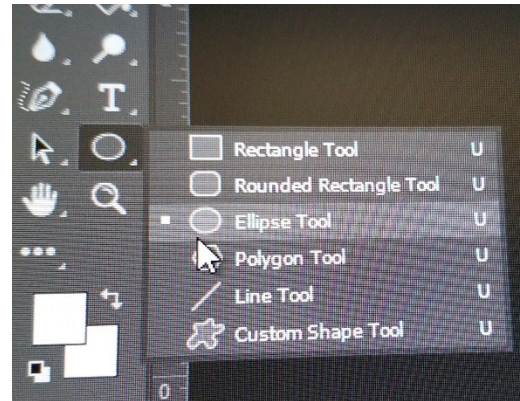 T
Rectangle Tool U
Rounded Rectangle Tool U
Ellipse Tool U
Polygon Tool U
Line Tool U
Custom Shape Tool U
0